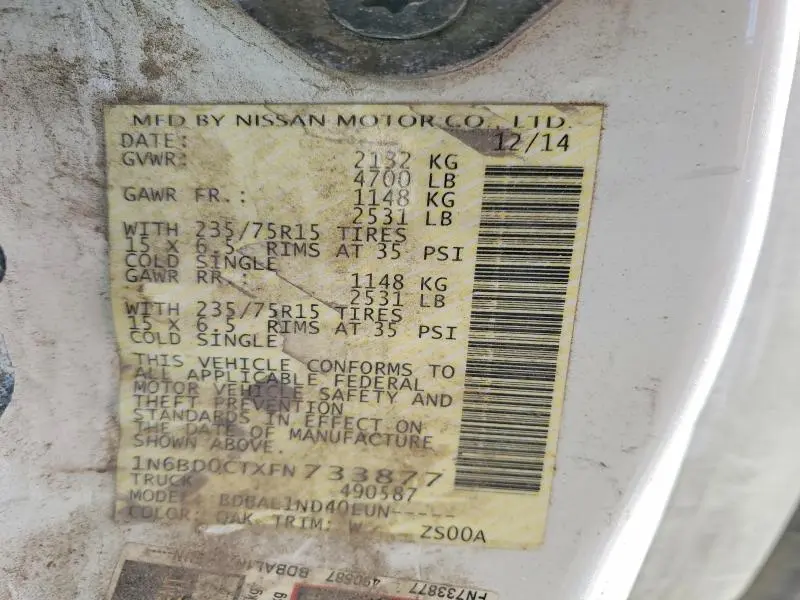 MFD BY NISSAN MOTOR CO., LTD.
DATE: 12/14
GVWR: 2132 KG
4700 LB
GAWR FR.: 1148 KG
2531 LB
WITH 235/75R15 TIRES
15 X 6.5 RIMS AT 35 PSI
COLD SINGLE
GAWR RR.: 1148 KG
2531 LB
WITH 235/75R15 TIRES
15 X 6.5 RIMS AT 35 PSI
COLD SINGLE
THIS VEHICLE CONFORMS TO
ALL APPLICABLE FEDERAL
MOTOR VEHICLE SAFETY AND
THEFT PREVENTION
STANDARDS IN EFFECT ON
THE DATE OF MANUFACTURE
SHOWN ABOVE.
1N6BD0CTXFN733877
TRUCK 490587
MODEL: BDBAL1ND40EUN-----
COLOR: QAK TRIM: ZS00A
FN733877 : 490587 BDBAL1N